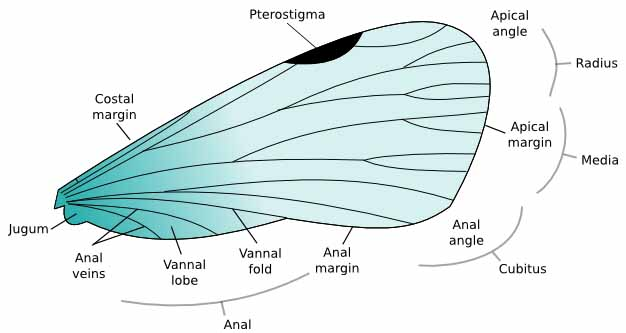 Pterostigma
Apical
angle
Radius
Costal
margin
Apical
margin
Media
Jugum
Anal
veins
Vannal
lobe
Vannal
fold
Anal
margin
Anal
angle
Cubitus
Anal